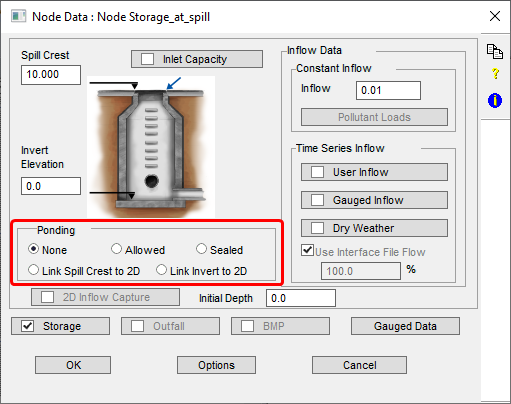 Node Data : Node Storage_at_spill
Spill Crest
10.000
Inlet Capacity
Invert
Elevation
0.0
Ponding
None
Allowed
Sealed
Link Spill Crest to 2D
Link Invert to 2D
2D Inflow Capture
Initial Depth
0.0
Inflow Data
Constant Inflow
Inflow
0.01
Pollutant Loads
Time Series Inflow
User Inflow
Gauged Inflow
Dry Weather
Use Interface File Flow
100.0
%
Storage
Outfall
BMP
Gauged Data
OK
Options
Cancel